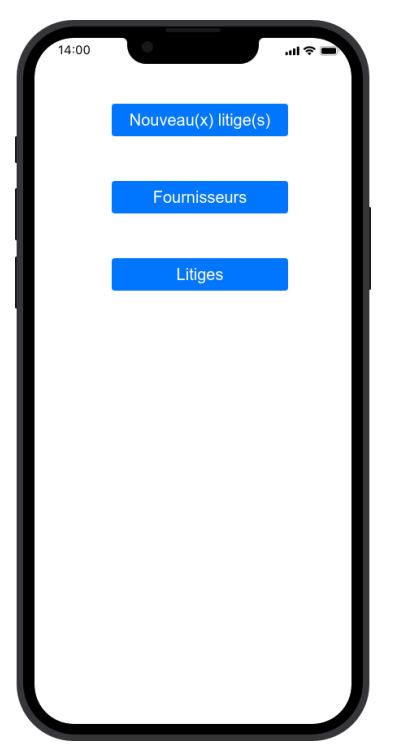 14:00
Nouveau(x) litige(s)
Fournisseurs
Litiges